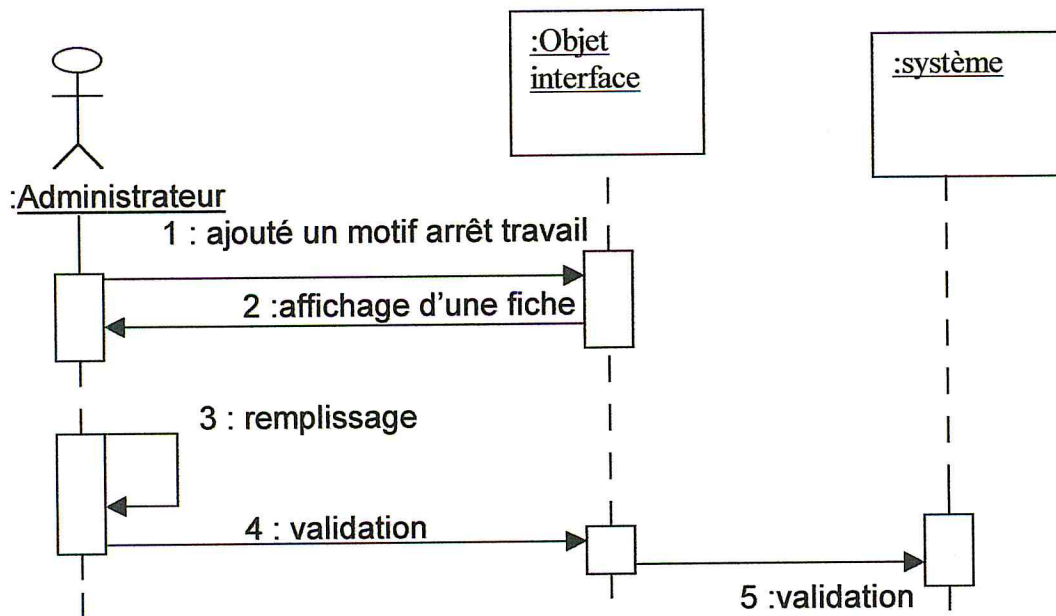 :Objet
interface
:système
:Administrateur
1 : ajouté un motif arrêt travail
2 :affichage d'une fiche
3 : remplissage
4 : validation
5 :validation